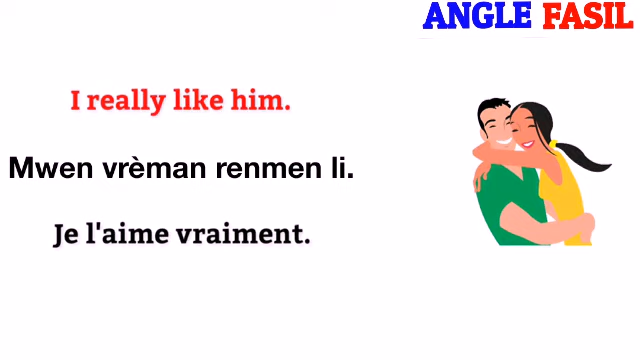 ANGLE FASIL
I really like him.
Mwen vrèman renmen li.
Je l'aime vraiment.